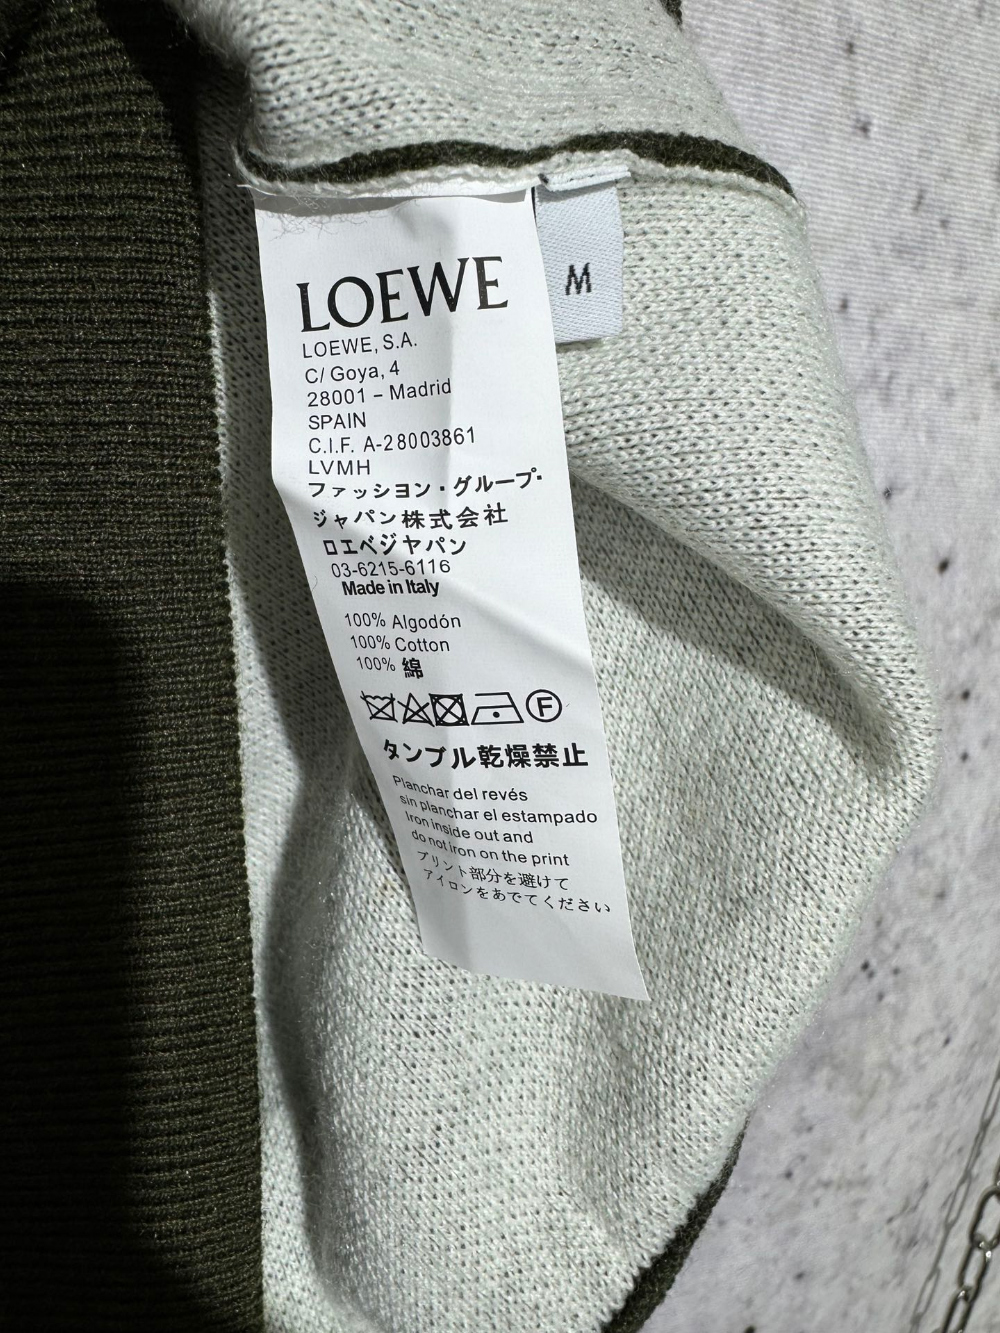 LOEWE
M
LOEWE, S.A.
C/ Goya, 4
28001 – Madrid
SPAIN
C.I.F. A-28003861
LVMH
ファッション・グループ・
ジャパン株式会社
ロエベジャパン
03-6215-6116
Made in Italy
100% Algodón
100% Cotton
100% 綿
F
タンブル乾燥禁止
Planchar del revés
sin planchar el estampado
Iron inside out and
do not iron on the print
プリント部分を避けて
アイロンをあでてください